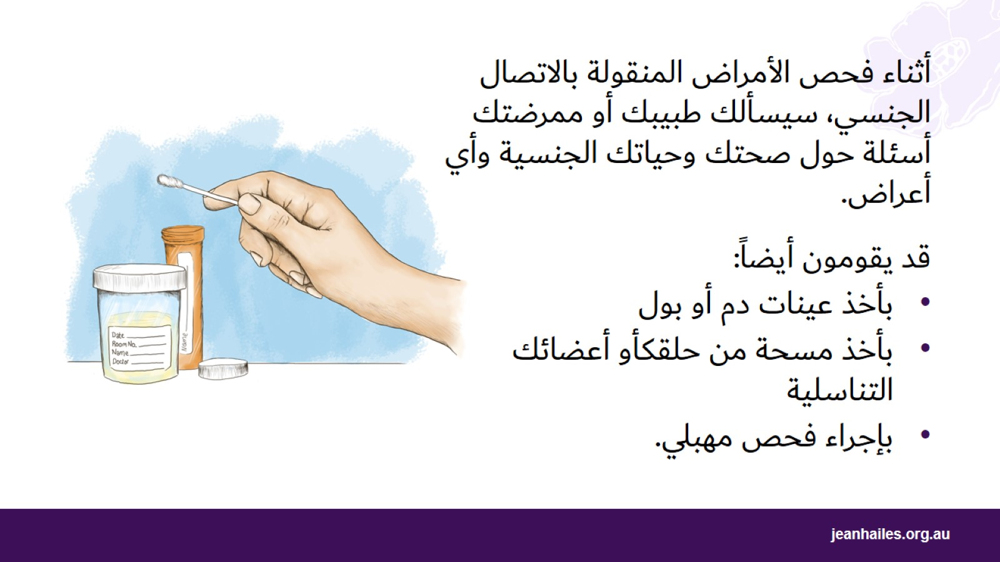 أثناء فحص الأمراض المنقولة بالاتصال
الجنسي، سيسألك طبيبك أو ممرضتك
أسئلة حول صحتك وحياتك الجنسية وأي
أعراض.
قد يقومون أيضاً:
• بأخذ عينات دم أو بول
• بأخذ مسحة من حلقكأو أعضائك
التناسلية
• بإجراء فحص مهبلي.
Date
Room No.
Name
Doctor
Name
jeanhailes.org.au